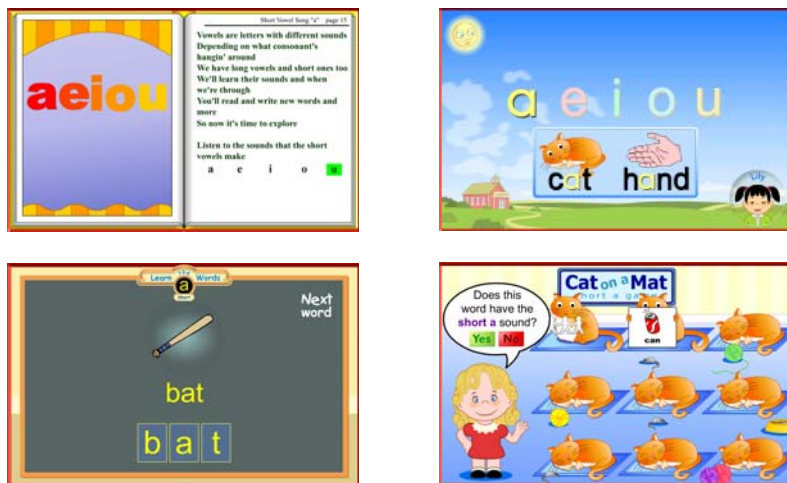 Short Vowel Song "a" page 15
aeiou
Vowels are letters with different sounds
Depending on what consonant's
hangin' around
We have long vowels and short ones too
We'll learn their sounds and when
we're through
You'll read and write new words and
more
So now it's time to explore
Listen to the sounds that the short
vowels make
a e i o u
a e i o u
cat hand
Lily
Learn the Words
a
short
Next
word
bat
b a t
Cat on a Mat
short a game
Does this
word have the
short a sound?
Yes No
can